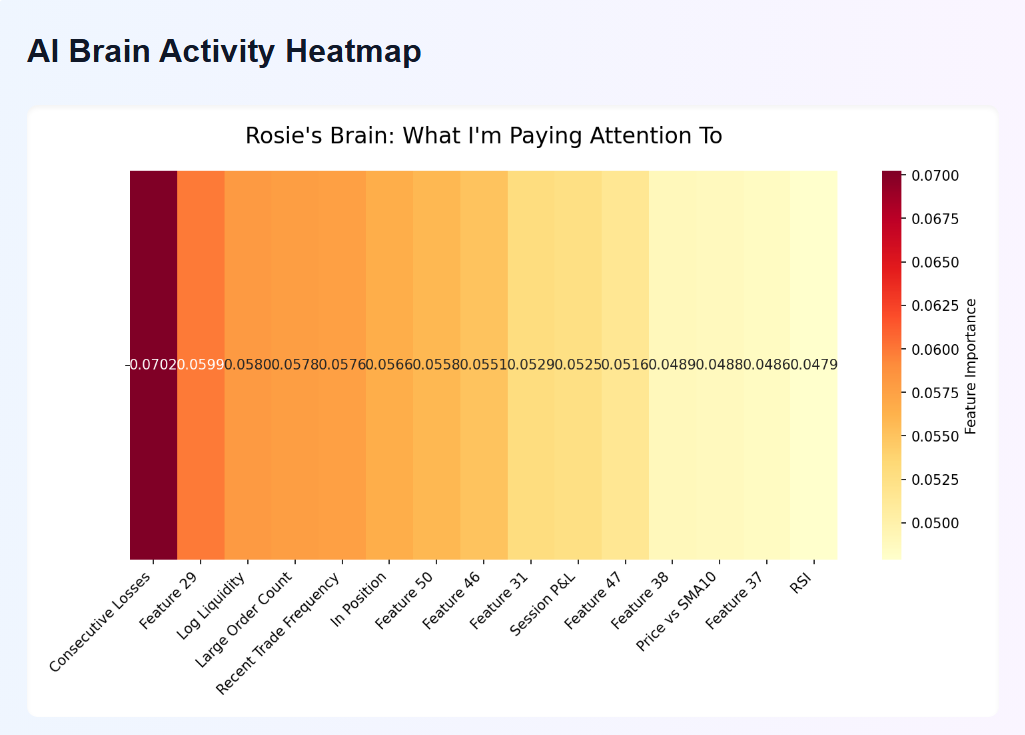 AI Brain Activity Heatmap
Rosie's Brain: What I'm Paying Attention To
0.0702 0.0599 0.0580 0.0578 0.0576 0.0566 0.0558 0.0551 0.0529 0.0525 0.0516 0.0489 0.0488 0.0486 0.0479
Consecutive Losses
Feature 29
Log Liquidity
Large Order Count
Recent Trade Frequency
In Position
Feature 50
Feature 46
Feature 31
Session P&L
Feature 47
Feature 38
Price vs SMA10
Feature 37
RSI
0.0700
0.0675
0.0650
0.0625
0.0600
0.0575
0.0550
0.0525
0.0500
Feature Importance